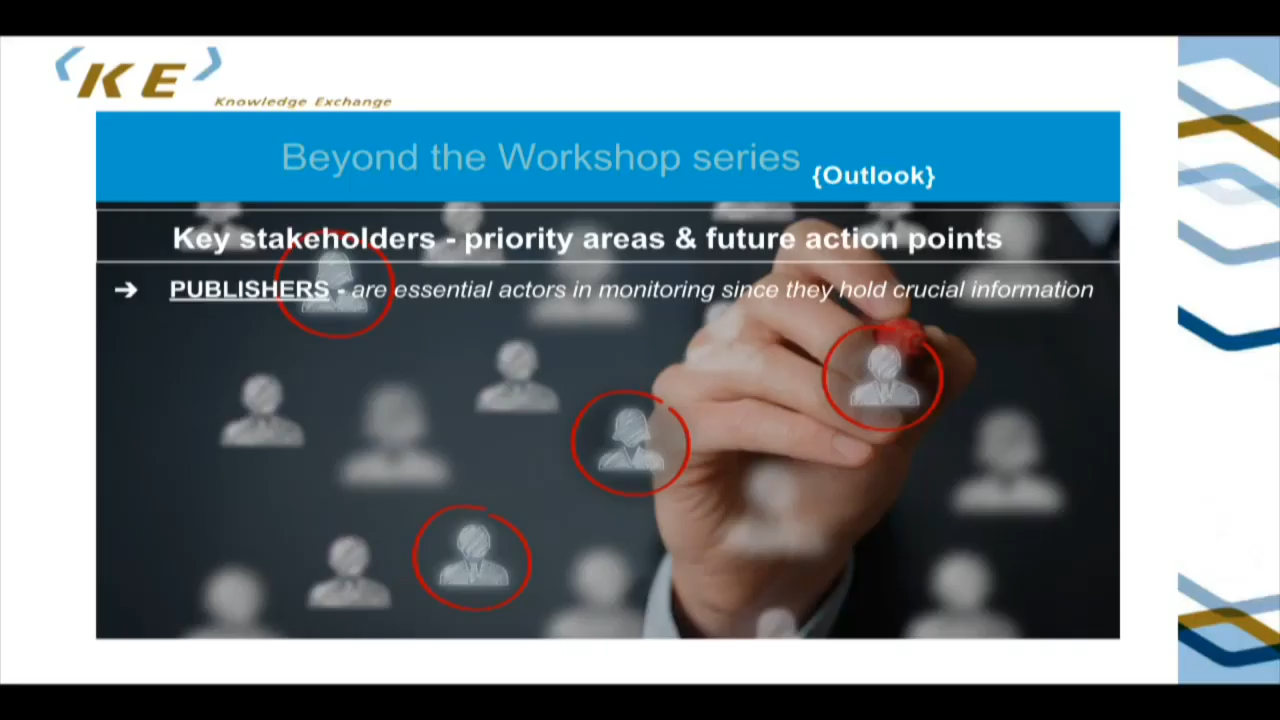 KE
Knowledge Exchange
Beyond the Workshop series {Outlook}
Key stakeholders - priority areas & future action points
➔ PUBLISHERS - are essential actors in monitoring since they hold crucial information